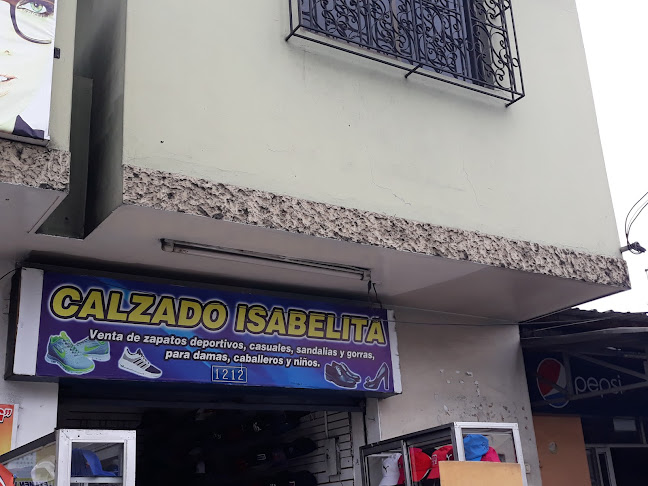 CALZADO ISABELITA
Venta de zapatos deportivos, casuales, sandalias y gorras,
para damas, caballeros y niños.
1212
pepsi